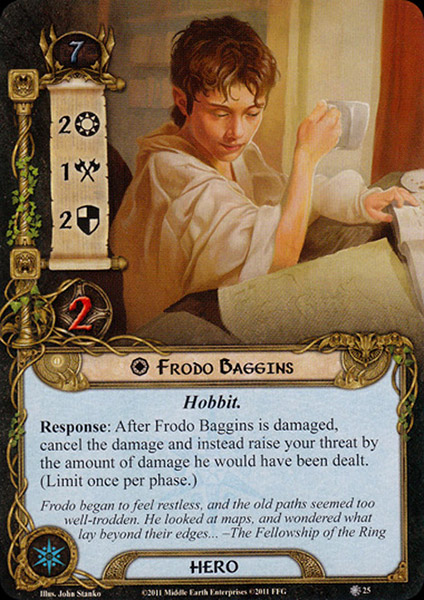 7
2
1
2
2
Frodo Baggins
Hobbit.
Response: After Frodo Baggins is damaged,
cancel the damage and instead raise your threat by
the amount of damage he would have been dealt.
(Limit once per phase.)
Frodo began to feel restless, and the old paths seemed too
well-trodden. He looked at maps, and wondered what
lay beyond their edges... –The Fellowship of the Ring
HERO
Illus. John Stanko ©2011 Middle Earth Enterprises ©2011 FFG 25